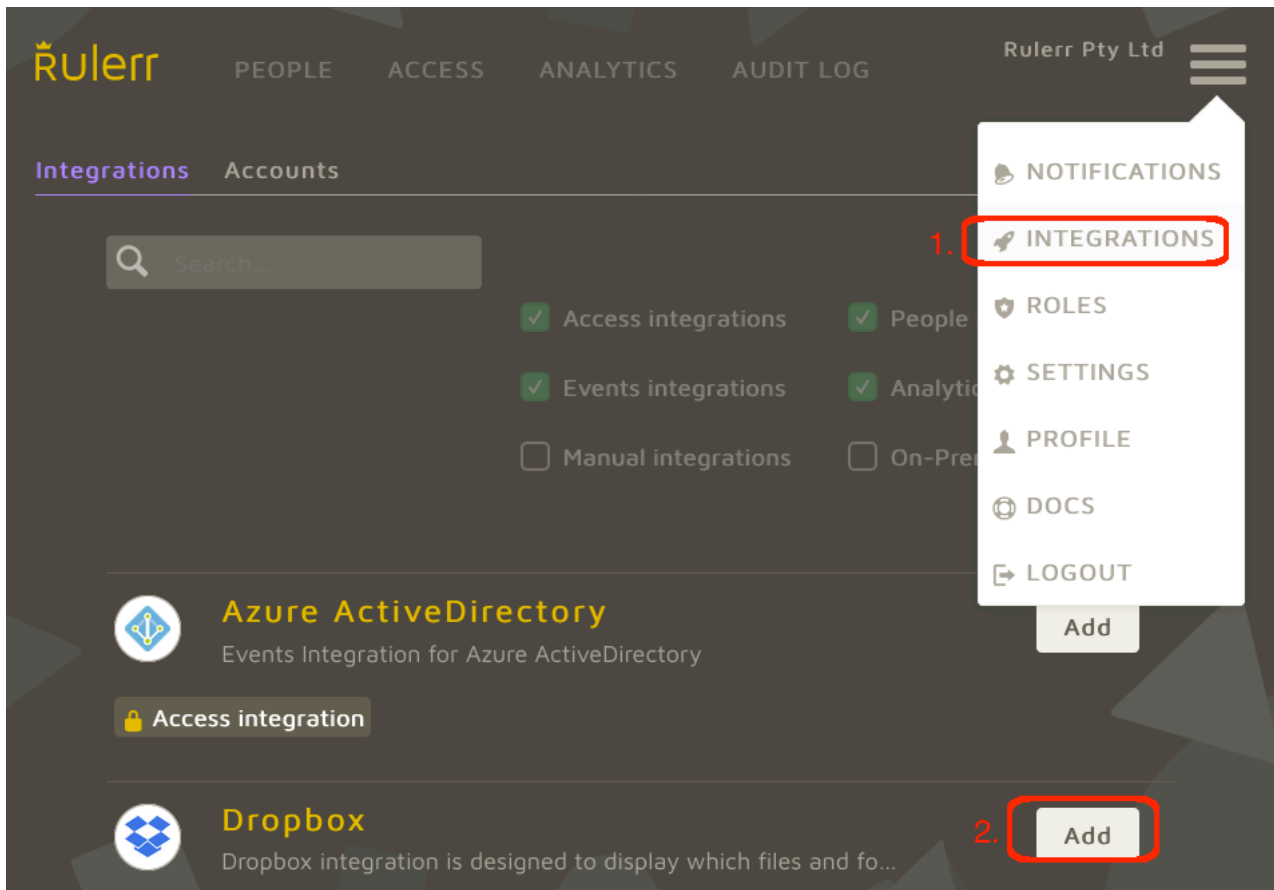 Rulerr
PEOPLE ACCESS ANALYTICS AUDIT LOG
Rulerr Pty Ltd
Integrations Accounts
Search...
NOTIFICATIONS
1. INTEGRATIONS
ROLES
SETTINGS
PROFILE
DOCS
LOGOUT
Access integrations People
Events integrations Analytic
Manual integrations On-Prem
Azure ActiveDirectory
Events Integration for Azure ActiveDirectory
Add
Access integration
Dropbox
Dropbox integration is designed to display which files and fo...
2. Add